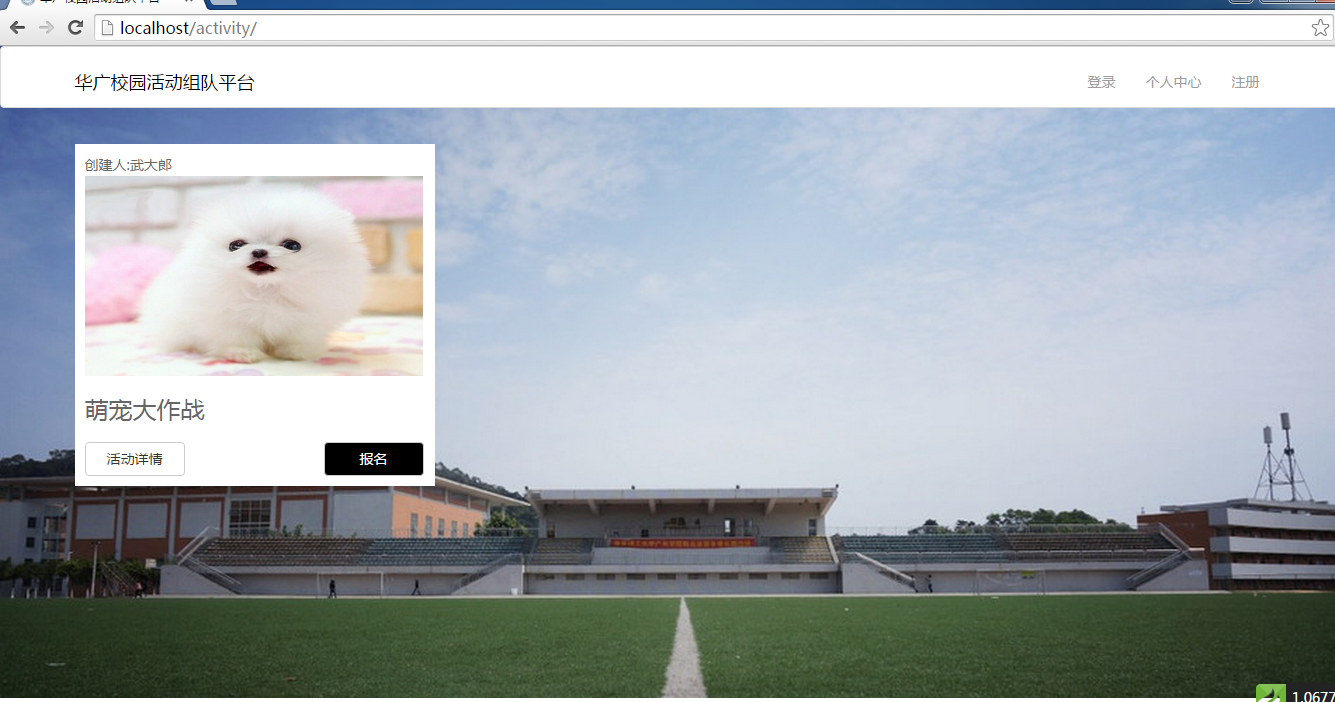 localhost/activity/
华广校园活动组队平台
登录 个人中心 注册
创建人:武大郎
萌宠大作战
活动详情 报名
1.0677